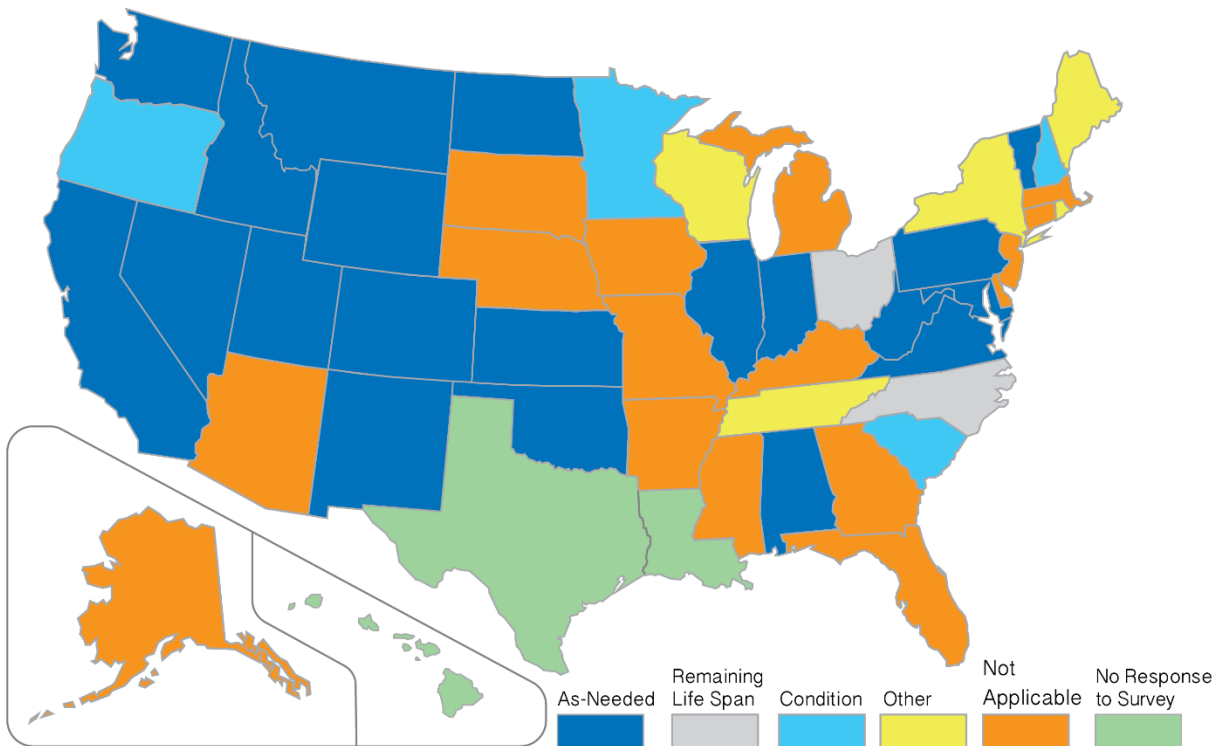 As-Needed
Remaining
Life Span
Condition
Other
Not
Applicable
No Response
to Survey